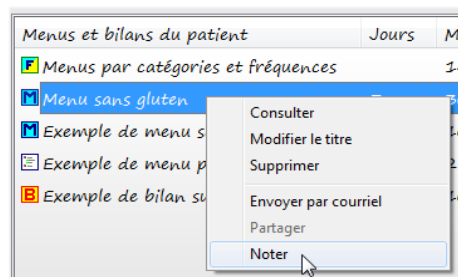 Menus et bilans du patient Jours M
F Menus par catégories et fréquences
M Menu sans gluten
Consulter
M Exemple de menu s
Modifier le titre
E Exemple de menu p
Supprimer
B Exemple de bilan su
Envoyer par courriel
Partager
Noter